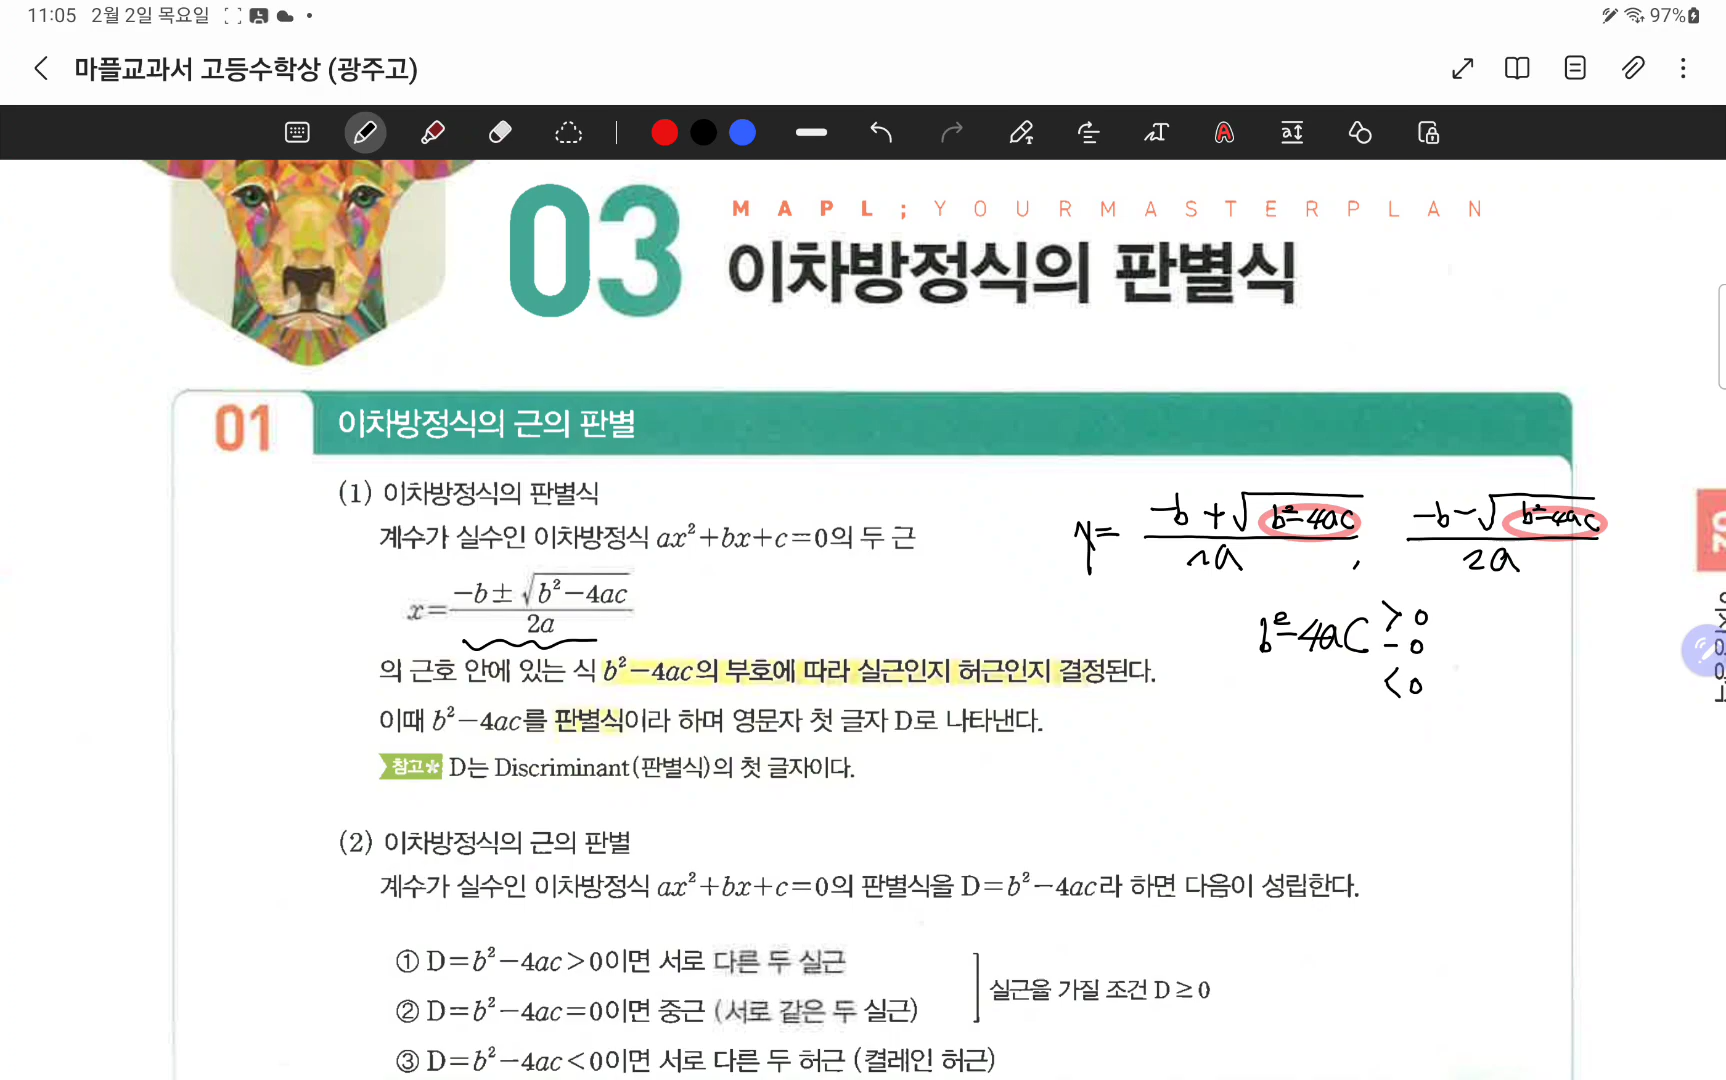 11:05 2월 2일 목요일 97%
마플교과서 고등수학상 (광주고)
03
MAPL;YOURMASTERPLAN
이차방정식의 판별식
01 이차방정식의 근의 판별
(1) 이차방정식의 판별식
계수가 실수인 이차방정식 ax²+bx+c=0의 두 근
x=(-b±√(b²-4ac))/(2a)
x= (-b+√(b²-4ac))/(2a) , (-b-√(b²-4ac))/(2a)
b²-4ac >0
=0
<0
의 근호 안에 있는 식 b²-4ac의 부호에 따라 실근인지 허근인지 결정된다.
이때 b²-4ac를 판별식이라 하며 영문자 첫 글자 D로 나타낸다.
참고* D는 Discriminant(판별식)의 첫 글자이다.
(2) 이차방정식의 근의 판별
계수가 실수인 이차방정식 ax²+bx+c=0의 판별식을 D=b²-4ac라 하면 다음이 성립한다.
① D=b²-4ac>0이면 서로 다른 두 실근
② D=b²-4ac=0이면 중근 (서로 같은 두 실근)
실근을 가질 조건 D≥0
③ D=b²-4ac<0이면 서로 다른 두 허근 (켤레인 허근)